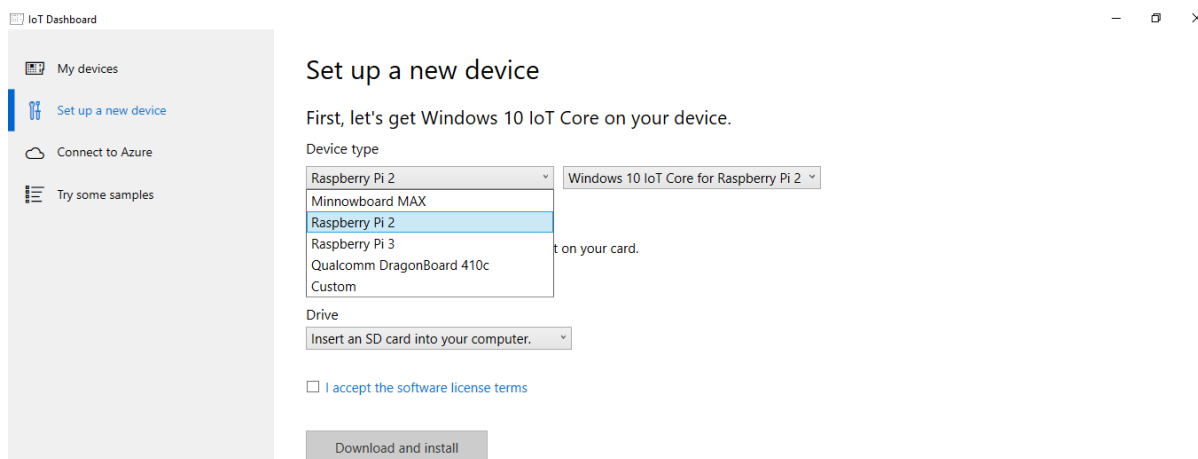 IoT Dashboard
My devices
Set up a new device
Connect to Azure
Try some samples
Set up a new device
First, let's get Windows 10 IoT Core on your device.
Device type
Raspberry Pi 2
Windows 10 IoT Core for Raspberry Pi 2
Minnowboard MAX
Raspberry Pi 2
Raspberry Pi 3
t on your card.
Qualcomm DragonBoard 410c
Custom
Drive
Insert an SD card into your computer.
I accept the software license terms
Download and install